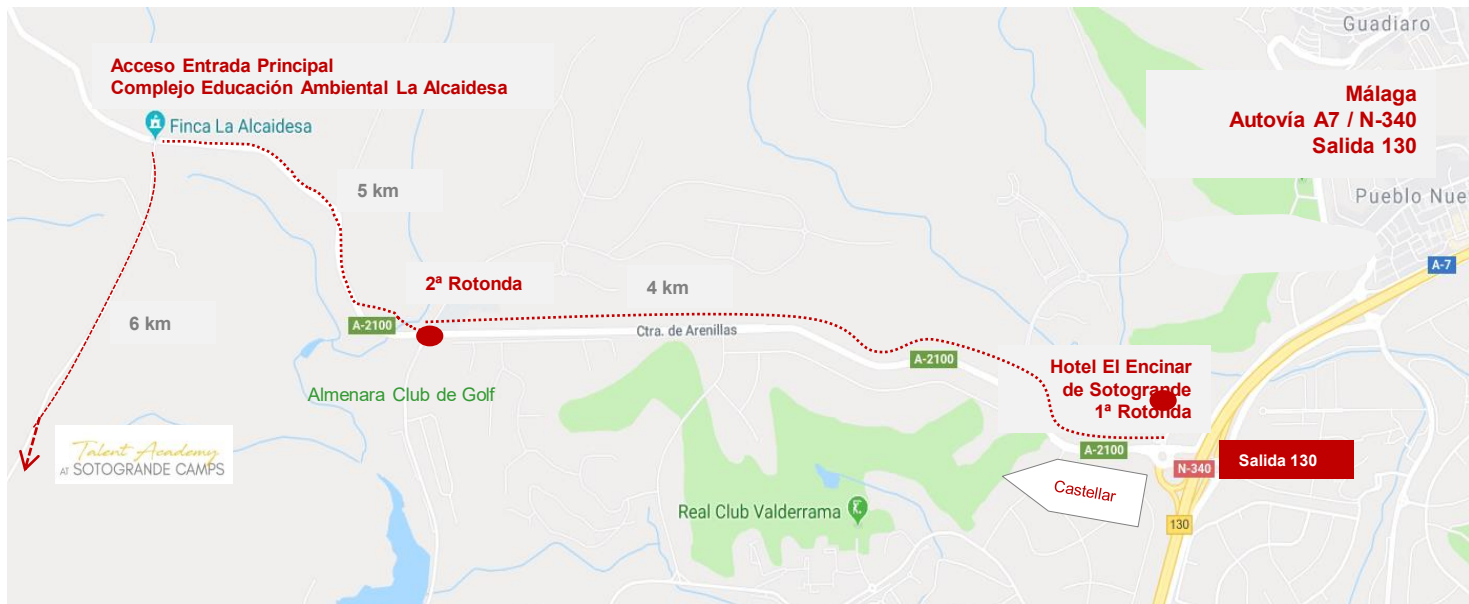 Guadiaro
Acceso Entrada Principal
Complejo Educación Ambiental La Alcaidesa
Málaga
Autovía A7 / N-340
Salida 130
Finca La Alcaidesa
5 km
Pueblo Nue
A-7
2ª Rotonda
4 km
6 km
A-2100
Ctra. de Arenillas
A-2100
Hotel El Encinar
de Sotogrande
1ª Rotonda
Almenara Club de Golf
Talent Academy
AT SOTOGRANDE CAMPS
A-2100
N-340
Salida 130
Castellar
Real Club Valderrama
130